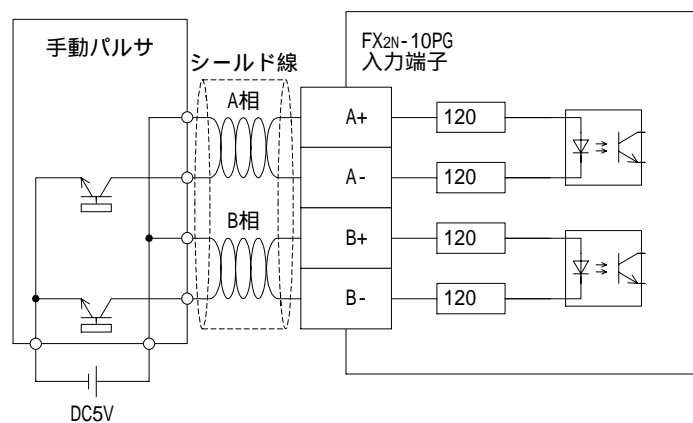 手動パルサ
シールド線
A相
B相
DC5V
FX2N-10PG
入力端子
A+
120
A-
120
B+
120
B-
120